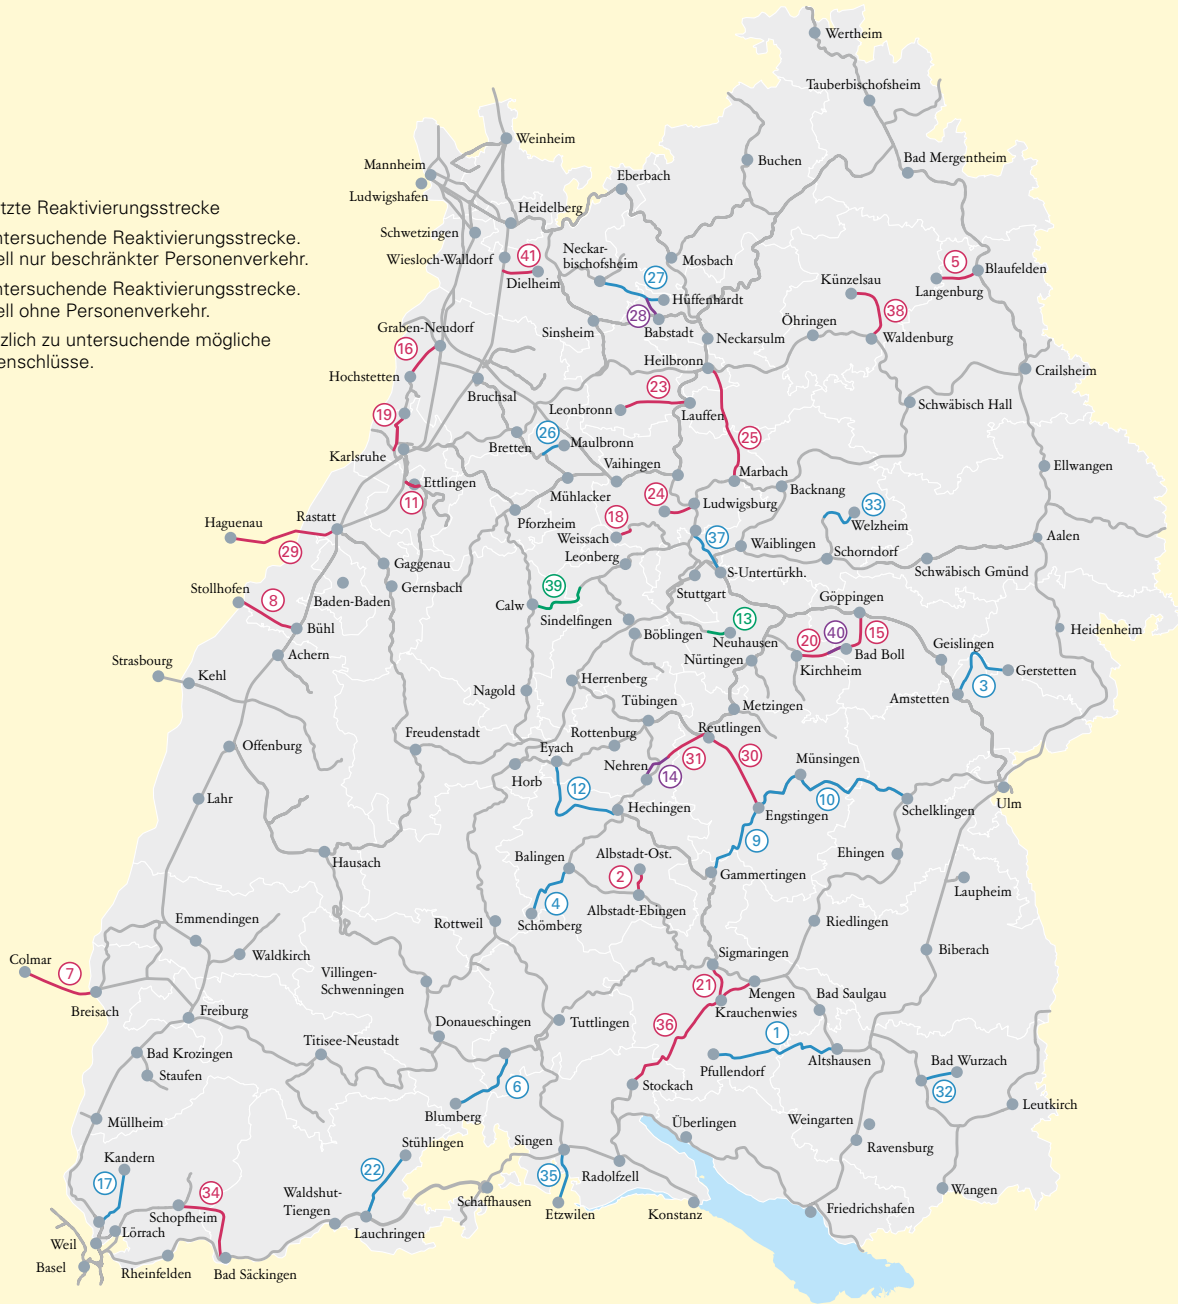 tzte Reaktivierungsstrecke
ntersuchende Reaktivierungsstrecke.
ell nur beschränkter Personenverkehr.
ntersuchende Reaktivierungsstrecke.
ell ohne Personenverkehr.
zlich zu untersuchende mögliche
enschlüsse.
Wertheim
Tauberbischofsheim
Weinheim
Buchen
Bad Mergentheim
Mannheim
Eberbach
Ludwigshafen
Heidelberg
Schwetzingen
Neckar-
bischofsheim
Wiesloch-Walldorf
41
Mosbach
5
Blaufelden
Dielheim
27
Künzelsau
Langenburg
Hüffenhardt
38
28
Graben-Neudorf
Sinsheim
Babstadt
Öhringen
Neckarsulm
Waldenburg
16
Heilbronn
Hochstetten
Crailsheim
23
Bruchsal
Leonbronn
Lauffen
Schwäbisch Hall
19
26
25
Bretten
Maulbronn
Karlsruhe
Vaihingen
Ellwangen
Marbach
Ettlingen
Mühlacker
24
Backnang
11
Ludwigsburg
33
Haguenau
Rastatt
Pforzheim
18
Welzheim
Weissach
37
Aalen
29
Waiblingen
Schorndorf
Leonberg
Gaggenau
S-Untertürkh.
Schwäbisch Gmünd
Stollhofen
Gernsbach
39
8
Baden-Baden
Stuttgart
Göppingen
Calw
Sindelfingen
13
Bühl
Böblingen
Neuhausen
20
40
15
Heidenheim
Achern
Nürtingen
Bad Boll
Geislingen
Strasbourg
Kehl
Kirchheim
Gerstetten
Herrenberg
3
Nagold
Tübingen
Amstetten
Metzingen
Reutlingen
Freudenstadt
Rottenburg
Offenburg
Eyach
31
30
Münsingen
Nehren
14
Horb
12
10
Lahr
Hechingen
Engstingen
Schelklingen
Ulm
9
Balingen
Albstadt-Ost.
Ehingen
Hausach
2
Gammertingen
4
Laupheim
Albstadt-Ebingen
Emmendingen
Schömberg
Riedlingen
Rottweil
Waldkirch
Biberach
Colmar
Villingen-
Schwenningen
Sigmaringen
7
21
Mengen
Bad Saulgau
Breisach
Freiburg
Krauchenwies
Donaueschingen
Tuttlingen
36
1
Titisee-Neustadt
Bad Krozingen
Altshausen
Bad Wurzach
Pfullendorf
Staufen
6
Stockach
32
Blumberg
Leutkirch
Müllheim
Überlingen
Weingarten
Stühlingen
Singen
Ravensburg
Kandern
22
35
Radolfzell
17
34
Waldshut-
Tiengen
Schaffhausen
Wangen
Schopfheim
Etzwilen
Konstanz
Friedrichshafen
Lörrach
Lauchringen
Weil
Basel
Rheinfelden
Bad Säckingen